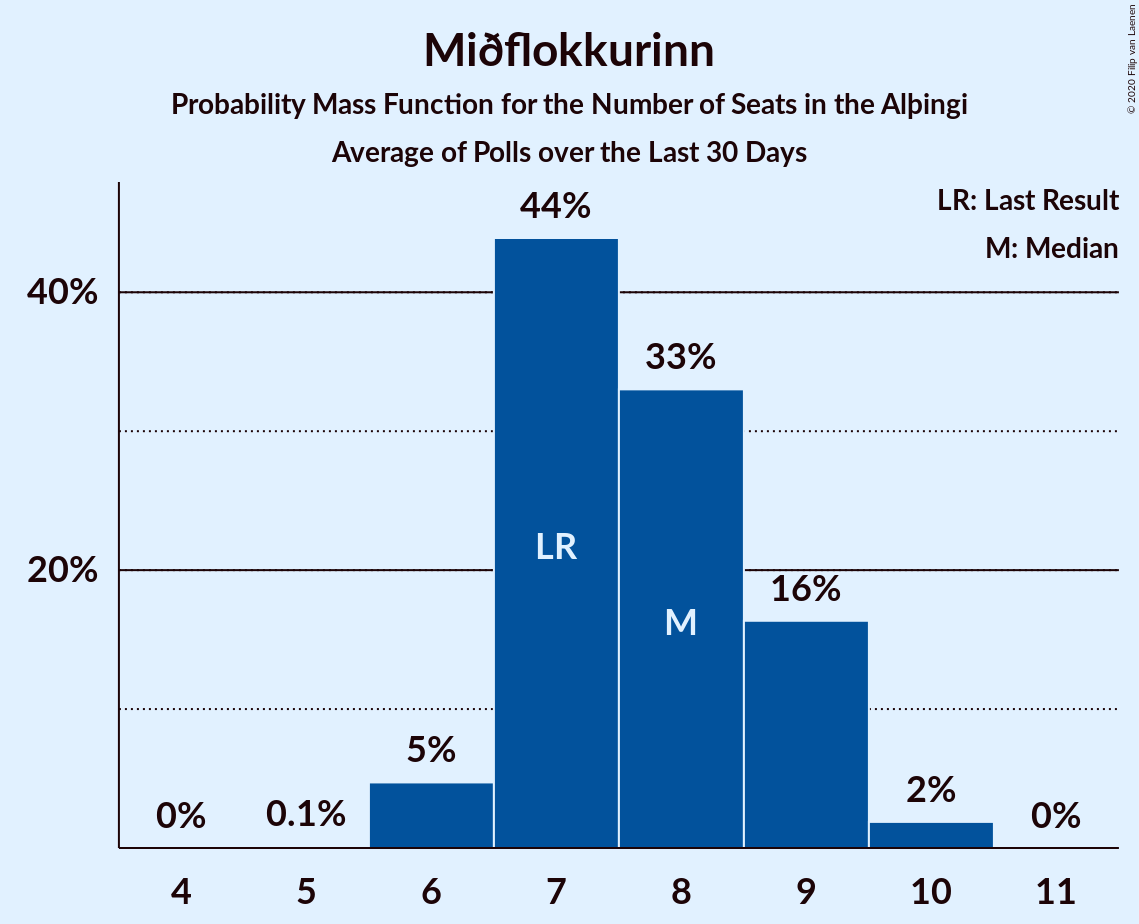 Miðflokkurinn
Probability Mass Function for the Number of Seats in the Alþingi
Average of Polls over the Last 30 Days
© 2020 Filip van Laenen
LR: Last Result
M: Median
44%
40%
33%
LR
20%
16%
M
5%
0%
0.1%
2%
0%
4 5 6 7 8 9 10 11